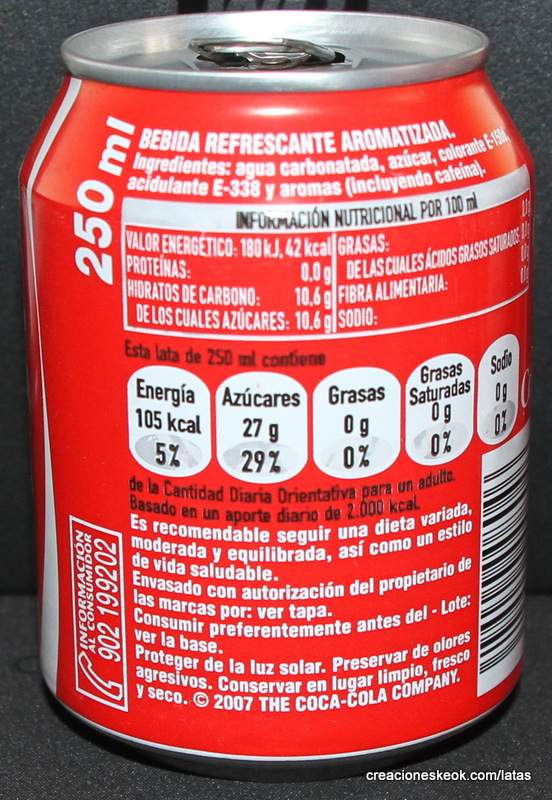 250 ml
BEBIDA REFRESCANTE AROMATIZADA.
Ingredientes: agua carbonatada, azúcar, colorante E-150d,
acidulante E-338 y aromas (Incluyendo cafeína).
INFORMACIÓN NUTRICIONAL POR 100 ml
VALOR ENERGÉTICO: 180 kJ, 42 kcal
PROTEÍNAS: 0,0 g
HIDRATOS DE CARBONO: 10,6 g
DE LOS CUALES AZÚCARES: 10,6 g
GRASAS:
DE LAS CUALES ÁCIDOS GRASOS SATURADOS:
FIBRA ALIMENTARIA:
SODIO:
Esta lata de 250 ml contiene
Energía
105 kcal
5%
Azúcares
27 g
29%
Grasas
0 g
0%
Grasas
Saturadas
0 g
0%
Sodio
0 g
0%
de la Cantidad Diaria Orientativa para un adulto.
Basado en un aporte diario de 2.000 kcal
Es recomendable seguir una dieta variada,
moderada y equilibrada, así como un estilo
de vida saludable.
Envasado con autorización del propietario de
las marcas por: ver tapa.
Consumir preferentemente antes del - Lote:
ver la base.
Proteger de la luz solar. Preservar de olores
agresivos. Conservar en lugar limpio, fresco
y seco. © 2007 THE COCA-COLA COMPANY.
INFORMACIÓN
AL CONSUMIDOR
902 199202
creacioneskeok.com/latas